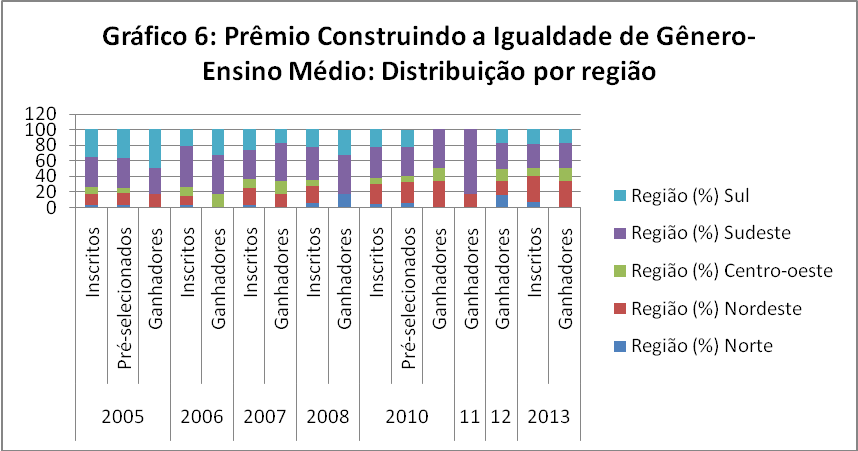 Gráfico 6: Prêmio Construindo a Igualdade de Gênero-
Ensino Médio: Distribuição por região
120
100
80
60
40
20
0
Inscritos
Pré-selecionados
Ganhadores
Inscritos
Ganhadores
Inscritos
Ganhadores
Inscritos
Ganhadores
Inscritos
Pré-selecionados
Ganhadores
Ganhadores
Ganhadores
Inscritos
Ganhadores
2005
2006
2007
2008
2010
11
12
2013
Região (%) Sul
Região (%) Sudeste
Região (%) Centro-oeste
Região (%) Nordeste
Região (%) Norte